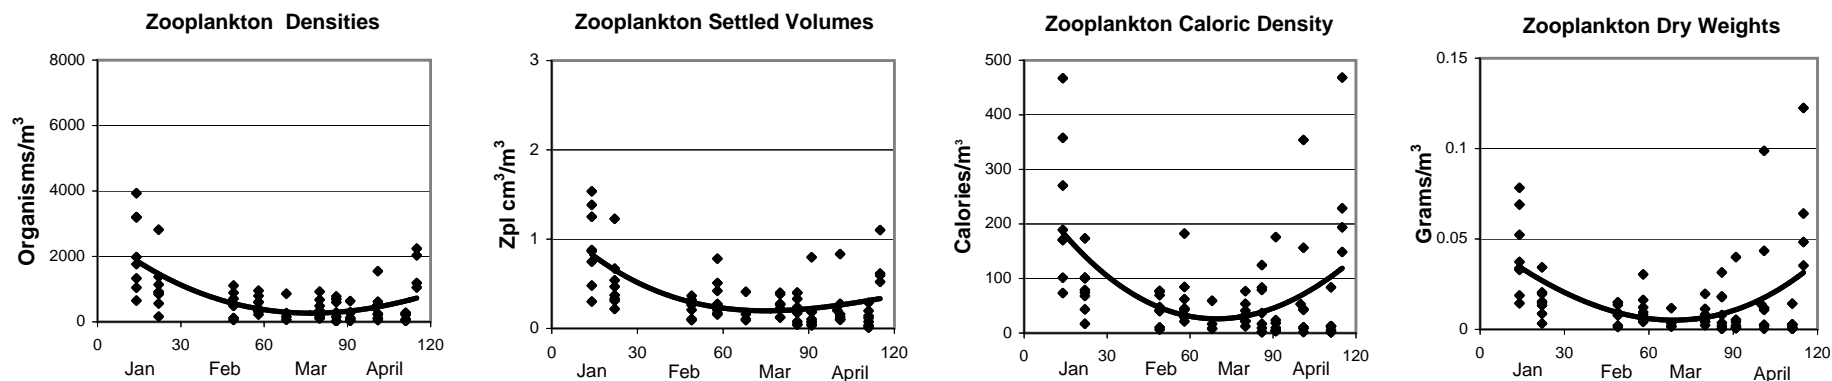 Zooplankton Densities
8000
6000
4000
2000
0
0 30 60 90 120
Jan Feb Mar April
Organisms/m³
Zooplankton Settled Volumes
3
2
1
0
0 30 60 90 120
Jan Feb Mar April
Zpl cm³/m³
Zooplankton Caloric Density
500
400
300
200
100
0
0 30 60 90 120
Jan Feb Mar April
Calories/m³
Zooplankton Dry Weights
0.15
0.1
0.05
0
0 30 60 90 120
Jan Feb Mar April
Grams/m³